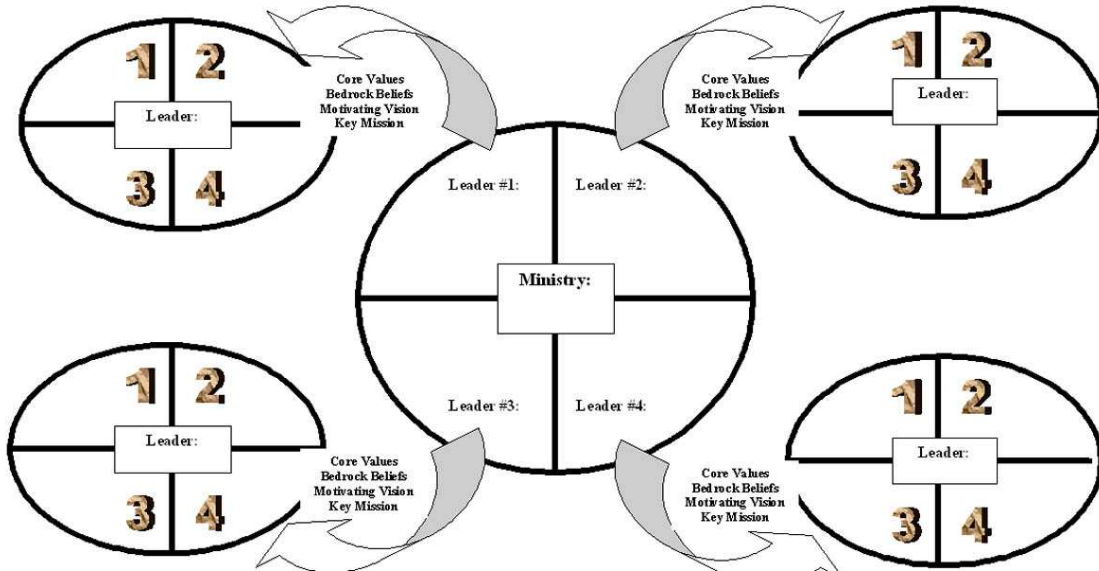 1 2
Leader:
3 4
Core Values
Bedrock Beliefs
Motivating Vision
Key Mission
Core Values
Bedrock Beliefs
Motivating Vision
Key Mission
1 2
Leader:
3 4
Leader #1:
Leader #2:
Ministry:
Leader #3:
Leader #4:
1 2
Leader:
3 4
Core Values
Bedrock Beliefs
Motivating Vision
Key Mission
Core Values
Bedrock Beliefs
Motivating Vision
Key Mission
1 2
Leader:
3 4